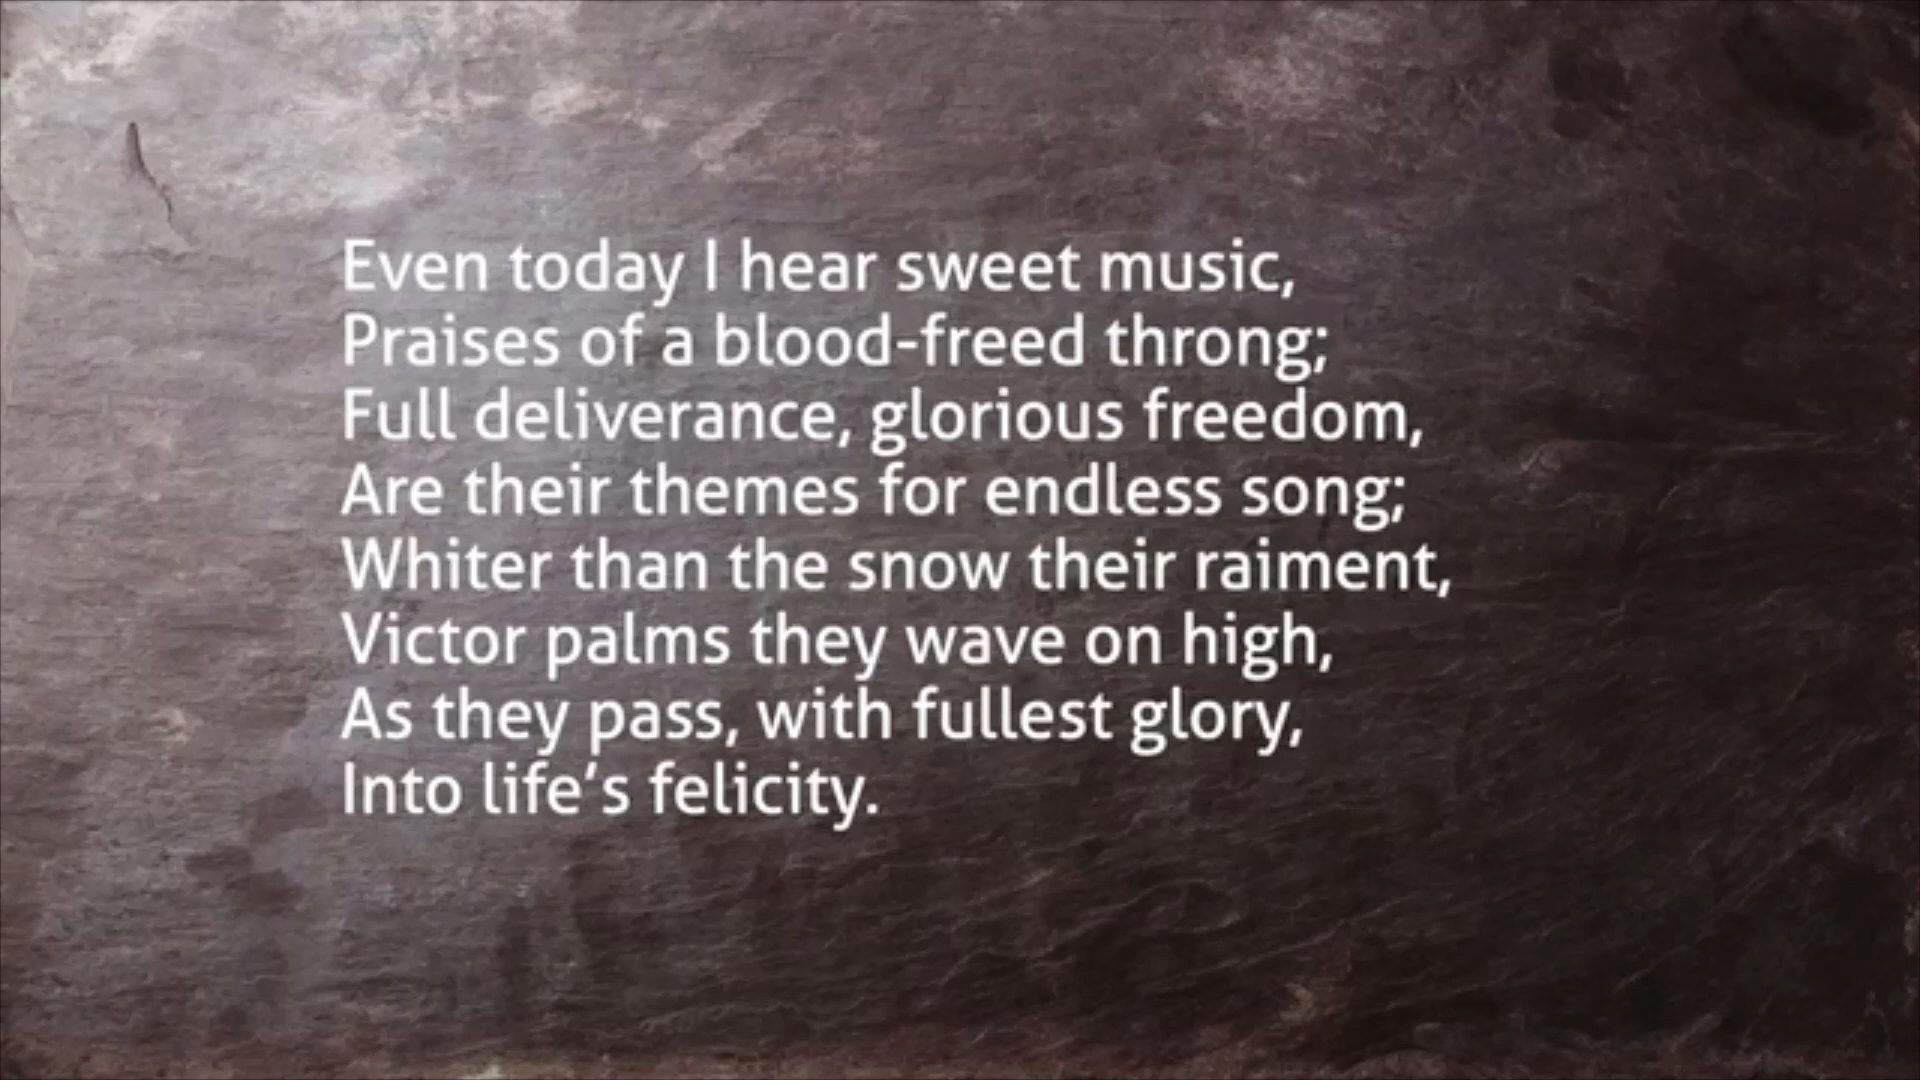 Even today I hear sweet music,
Praises of a blood-freed throng;
Full deliverance, glorious freedom,
Are their themes for endless song;
Whiter than the snow their raiment,
Victor palms they wave on high,
As they pass, with fullest glory,
Into life’s felicity.